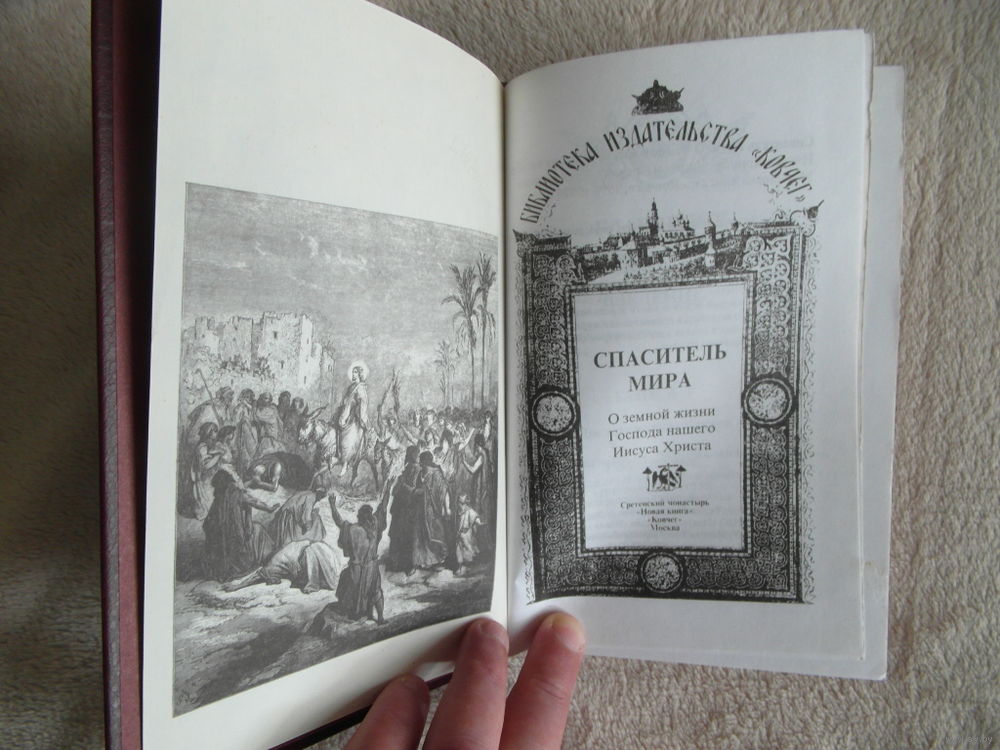 БИБЛИОТЕКА ИЗДАТЕЛЬСТВА «КОВЧЕГ»
СПАСИТЕЛЬ
МИРА
О земной жизни
Господа нашего
Иисуса Христа
Сретенский монастырь
«Новая книга»
«Ковчег»
Москва